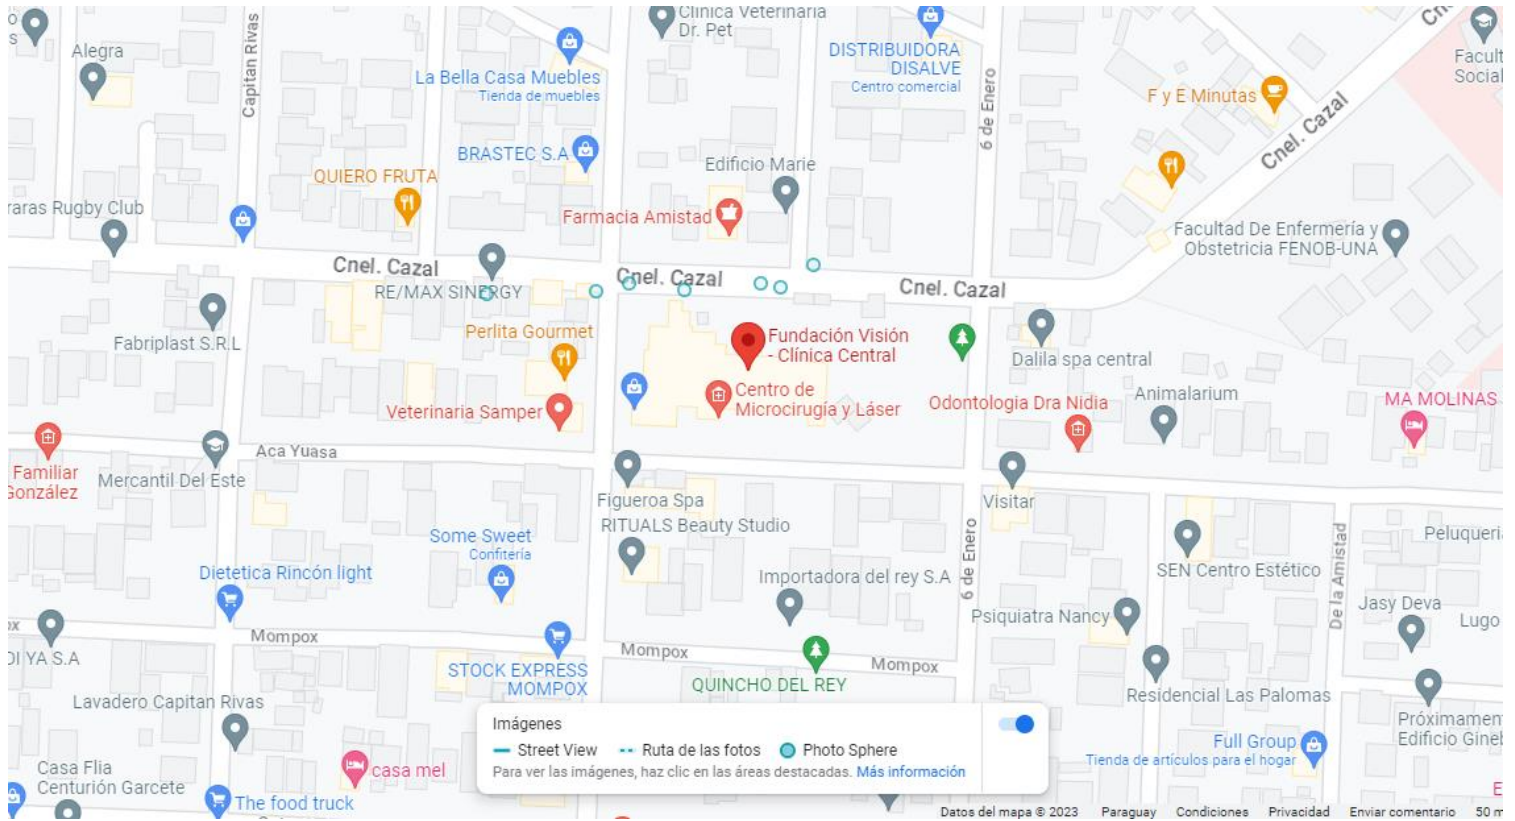 Clínica Veterinaria
Dr. Pet
Alegra
Capitan Rivas
La Bella Casa Muebles
Tienda de muebles
DISTRIBUIDORA
DISALVE
Centro comercial
6 de Enero
F y E Minutas
Cnel. Cazal
Facult
Social
BRASTEC S.A
Edificio Marie
QUIERO FRUTA
Farmacia Amistad
raras Rugby Club
Facultad De Enfermería y
Obstetricia FENOB-UNA
Cnel. Cazal
Cnel. Cazal
Cnel. Cazal
RE/MAX SINERGY
Fabriplast S.R.L
Perlita Gourmet
Fundación Visión
- Clínica Central
Dalila spa central
Centro de
Microcirugía y Láser
Veterinaria Samper
Odontologia Dra Nidia
Animalarium
MA MOLINAS
Aca Yuasa
Familiar
González
Mercantil Del Este
Figueroa Spa
RITUALS Beauty Studio
Visitar
Some Sweet
Confitería
6 de Enero
De la Amistad
Peluqueri
Dietetica Rincón light
Importadora del rey S.A
SEN Centro Estético
Psiquiatra Nancy
Jasy Deva
Lugo
Mompox
Mompox
Mompox
DI YA S.A
STOCK EXPRESS
MOMPOX
QUINCHO DEL REY
Residencial Las Palomas
Lavadero Capitan Rivas
Próximamen
Edificio Gineb
Imágenes
Street View
Ruta de las fotos
Photo Sphere
Para ver las imágenes, haz clic en las áreas destacadas. Más información
Full Group
Tienda de artículos para el hogar
casa mel
Casa Flia
Centurión Garcete
The food truck
Datos del mapa © 2023 Paraguay Condiciones Privacidad Enviar comentario 50 m